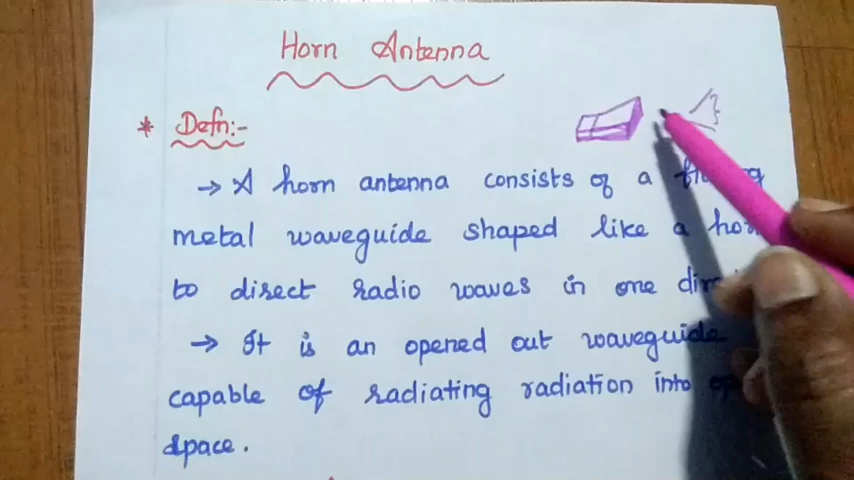 Horn Antenna
* Defn:-
→ A horn antenna consists of a
metal waveguide shaped like a
to direct radio waves in one
→ It is an opened out waveguide
capable of radiating radiation into
space.